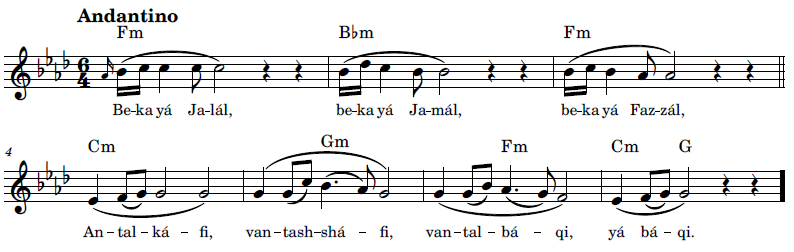 Andantino
Fm B♭m Fm
6
4
Be-ka yá Ja-lál, be-ka yá Ja-mál, be-ka yá Faz-zál,
4
Cm Gm Fm Cm G
An-tal-ká-fi, van-tash-shá-fi, van-tal-bá-qi, yá bá-qi.